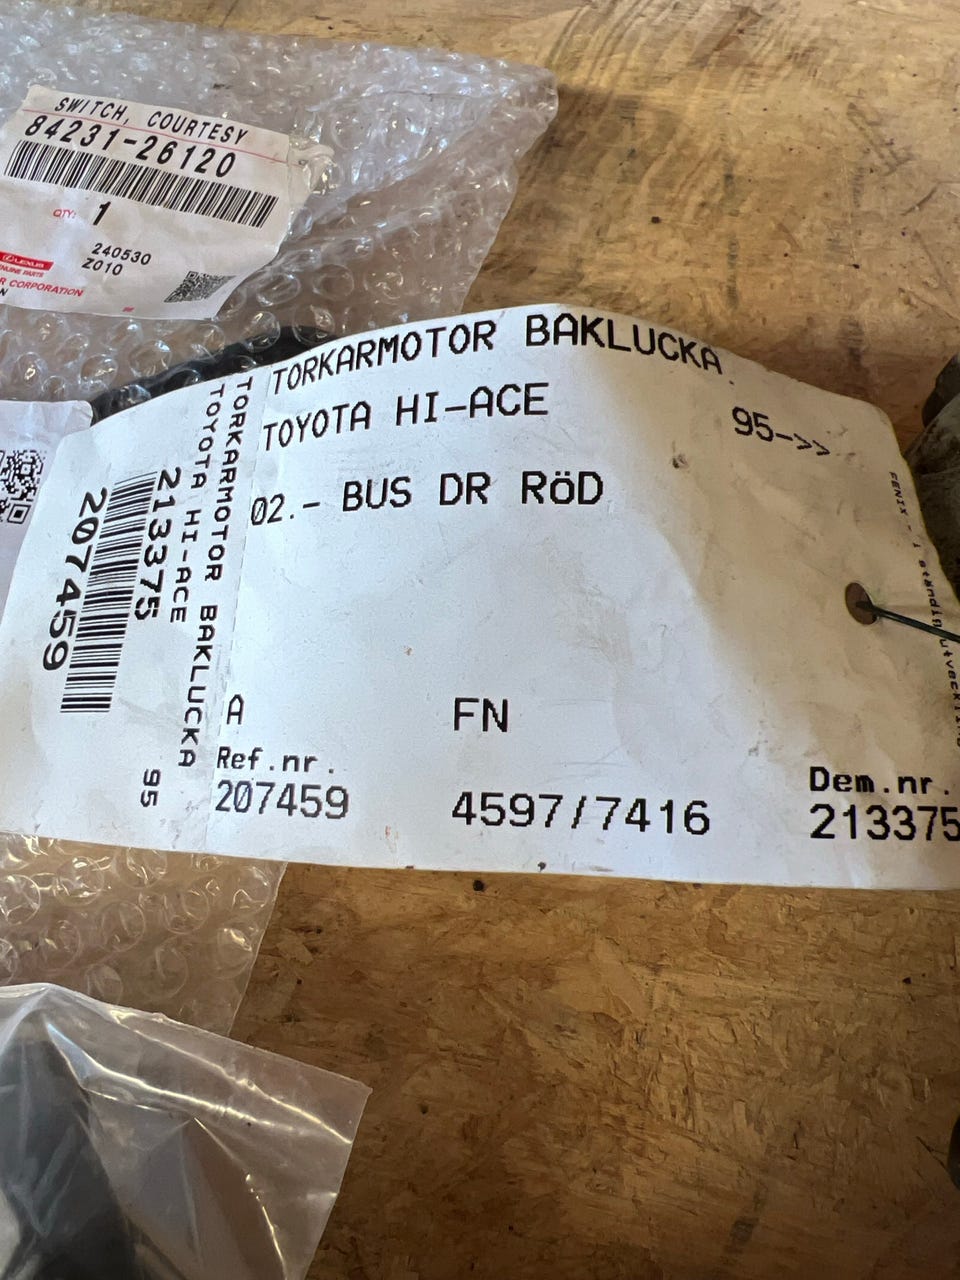 SWITCH, COURTESY
84231-26120
QTY: 1
240530
Z010
LEXUS
R CORPORATION
TORKARMOTOR BAKLUCKA
TOYOTA HI-ACE
95->>
02.- BUS DR RöD
A
FN
Ref.nr.
207459
4597/7416
Dem.nr.
213375
TORKARMOTOR BAKLUCKA
TOYOTA HI-ACE
95
213375
207459